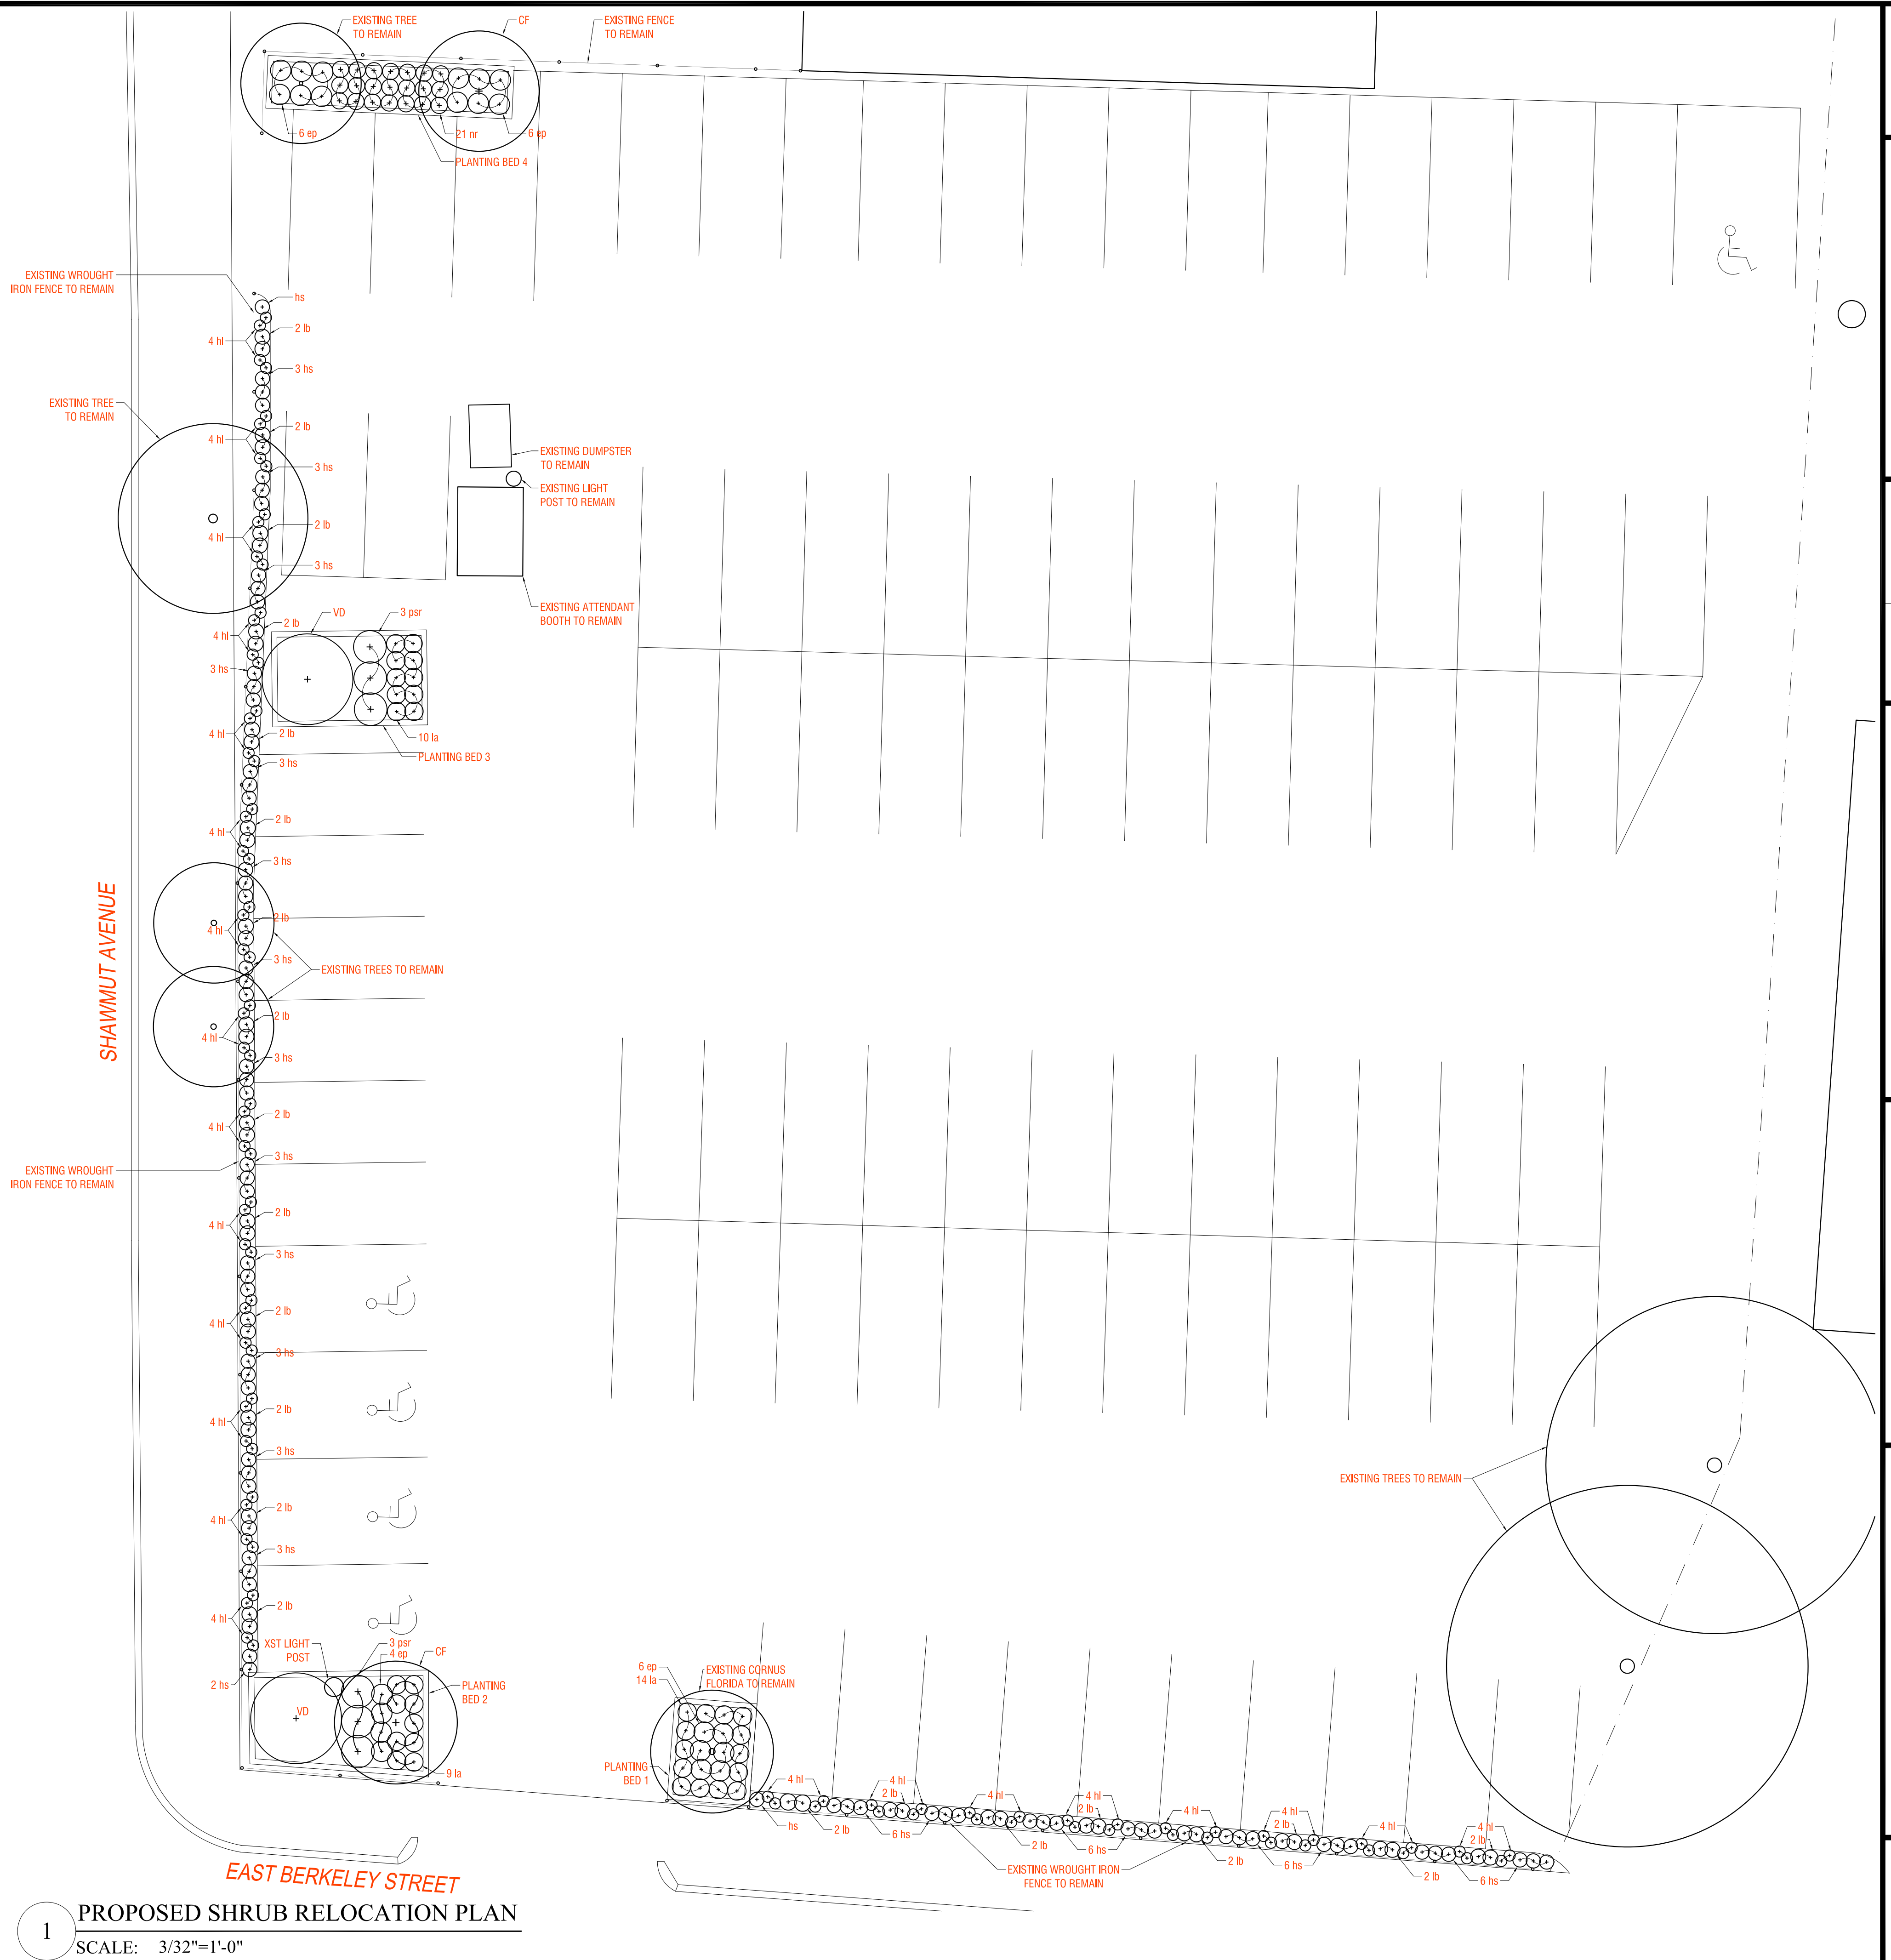 EXISTING TREE
TO REMAIN
CF
EXISTING FENCE
TO REMAIN
6 ep
21 nr
6 ep
PLANTING BED 4
EXISTING WROUGHT
IRON FENCE TO REMAIN
hs
2 lb
4 hl
3 hs
EXISTING TREE
TO REMAIN
2 lb
4 hl
EXISTING DUMPSTER
TO REMAIN
3 hs
EXISTING LIGHT
POST TO REMAIN
2 lb
4 hl
3 hs
EXISTING ATTENDANT
BOOTH TO REMAIN
VD
3 psr
2 lb
4 hl
3 hs
2 lb
4 hl
10 la
PLANTING BED 3
3 hs
2 lb
4 hl
3 hs
SHAWMUT AVENUE
2 lb
4 hl
3 hs
EXISTING TREES TO REMAIN
2 lb
4 hl
3 hs
2 lb
4 hl
3 hs
EXISTING WROUGHT
IRON FENCE TO REMAIN
2 lb
4 hl
3 hs
2 lb
4 hl
3 hs
2 lb
4 hl
3 hs
EXISTING TREES TO REMAIN
2 lb
4 hl
3 hs
2 lb
4 hl
XST LIGHT
POST
3 psr
4 ep
CF
2 hs
PLANTING
BED 2
VD
9 la
6 ep
14 la
EXISTING CORNUS
FLORIDA TO REMAIN
PLANTING
BED 1
4 hl
4 hl
2 lb
4 hl
4 hl
2 lb
4 hl
4 hl
2 lb
4 hl
4 hl
2 lb
hs
2 lb
6 hs
2 lb
6 hs
2 lb
6 hs
2 lb
6 hs
EXISTING WROUGHT IRON
FENCE TO REMAIN
EAST BERKELEY STREET
1
PROPOSED SHRUB RELOCATION PLAN
SCALE: 3/32"=1'-0"